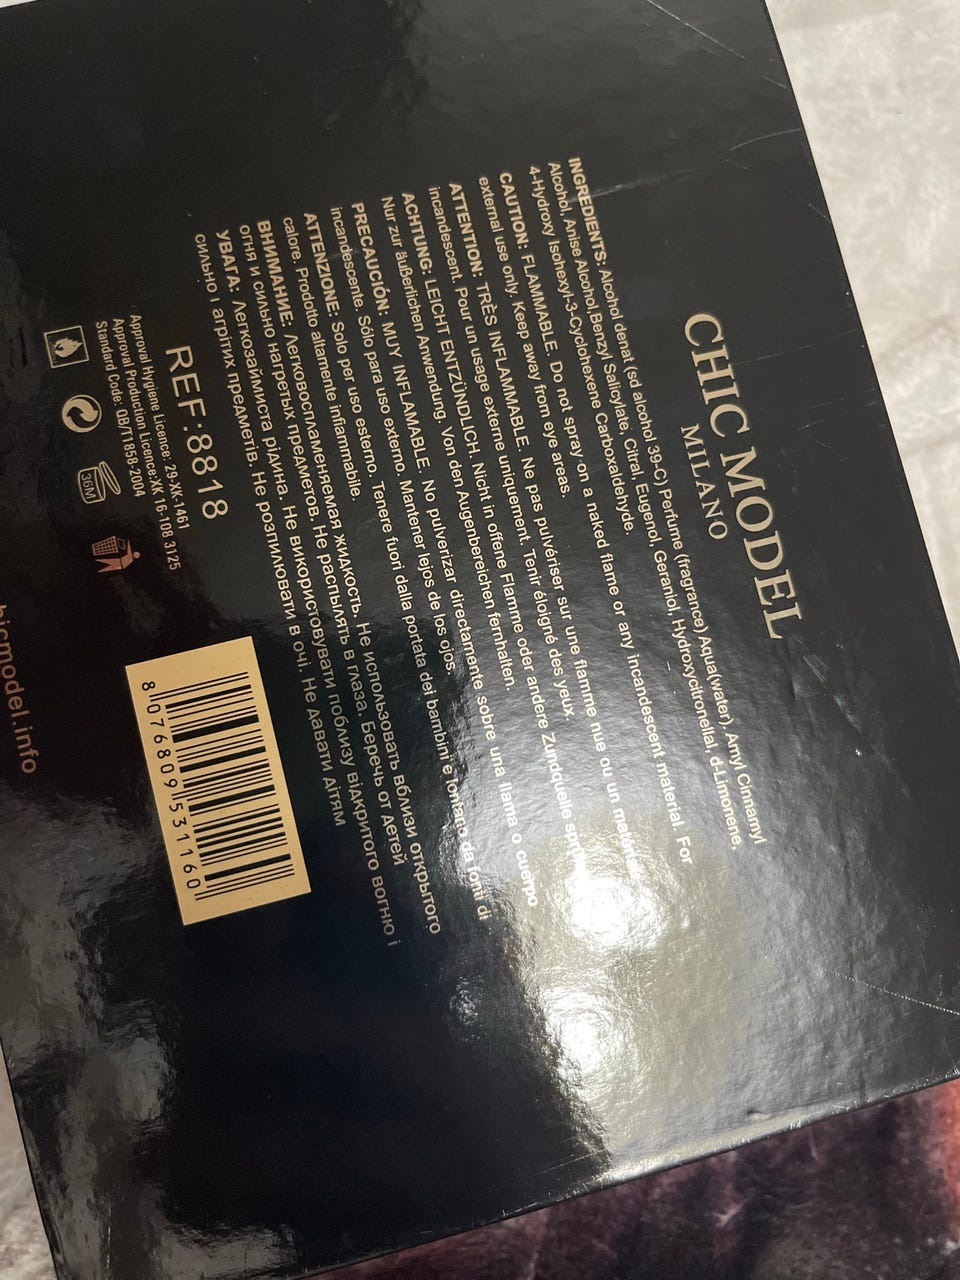 CHIC MODEL
MILANO
INGREDIENTS: Alcohol denat (sd alcohol 39-C) Perfume (fragrance) Aqua(water). Amyl Cinnamyl
Alcohol, Anise Alcohol,Benzyl Salicylate, Citral, Eugenol, Geraniol, Hydroxycitronellal, d-Limonene,
4-Hydroxy Isohexyl-3-Cyclohexene Carboxaldehyde.
CAUTION: FLAMMABLE. Do not spray on a naked flame or any incandescent material. For
external use only. Keep away from eye areas.
ATTENTION: TRÈS INFLAMMABLE. Ne pas pulvériser sur une flamme nue ou un
incandescent. Pour un usage externe uniquement. Tenir éloigné des yeux.
ACHTUNG: LEICHT ENTZÜNDLICH. Nicht in offene Flamme oder andere Zundquelle
Nur zur äußerlichen Anwendung. Von den Augenbereichen fernhalten.
PRECAUCIÓN: MUY INFLAMABLE. No pulverizar directamente sobre una llama o cuerpo
incandescente. Sólo para uso externo. Mantener lejos de los ojos.
ATTENZIONE: Solo per uso esterno. Tenere fuori dalla portata dei bambini e lontano da fonti di
calore. Prodotto altamente infiammabile.
ВНИМАНИЕ: Легковоспламеняемся жидкость. Не использовать вблизи открытого
огня и сильно нагретых предметов. Не распылять в глаза. Беречь от детей
УВАГА: Легкозаймиста рідина. Не використовувати поблизу відкритого вогню і
сильно і агрітих предметів. Не розпилювати в очі. Не давати дітям
REF:8818
Approval Hygiene Licence: 29-XK-1461
Approval Production Licence:XK 16-108 3125
Standard Code: QB/T1858-2004
36M
8 076809 531160
hicmodel.info